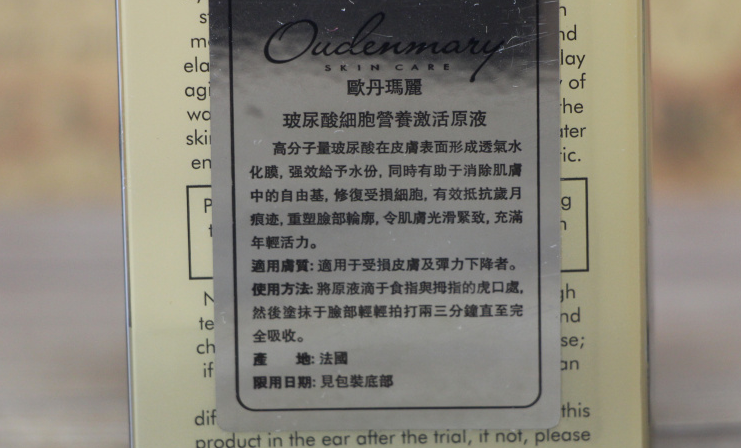 Oudenmary
SKIN CARE
歐丹瑪麗
玻尿酸細胞營養激活原液
高分子量玻尿酸在皮膚表面形成透氣水
化膜, 强效給予水份, 同時有助于消除肌膚
中的自由基, 修復受損細胞, 有效抵抗歲月
痕迹, 重塑臉部輪廓, 令肌膚光滑緊致, 充滿
年輕活力。
適用膚質: 適用于受損皮膚及彈力下降者。
使用方法: 將原液滴于食指與拇指的虎口處,
然後塗抹于臉部輕輕拍打兩三分鐘直至完
全吸收。
產 地: 法國
限用日期: 見包裝底部
of
this
product in the ear after the trial, if not, please